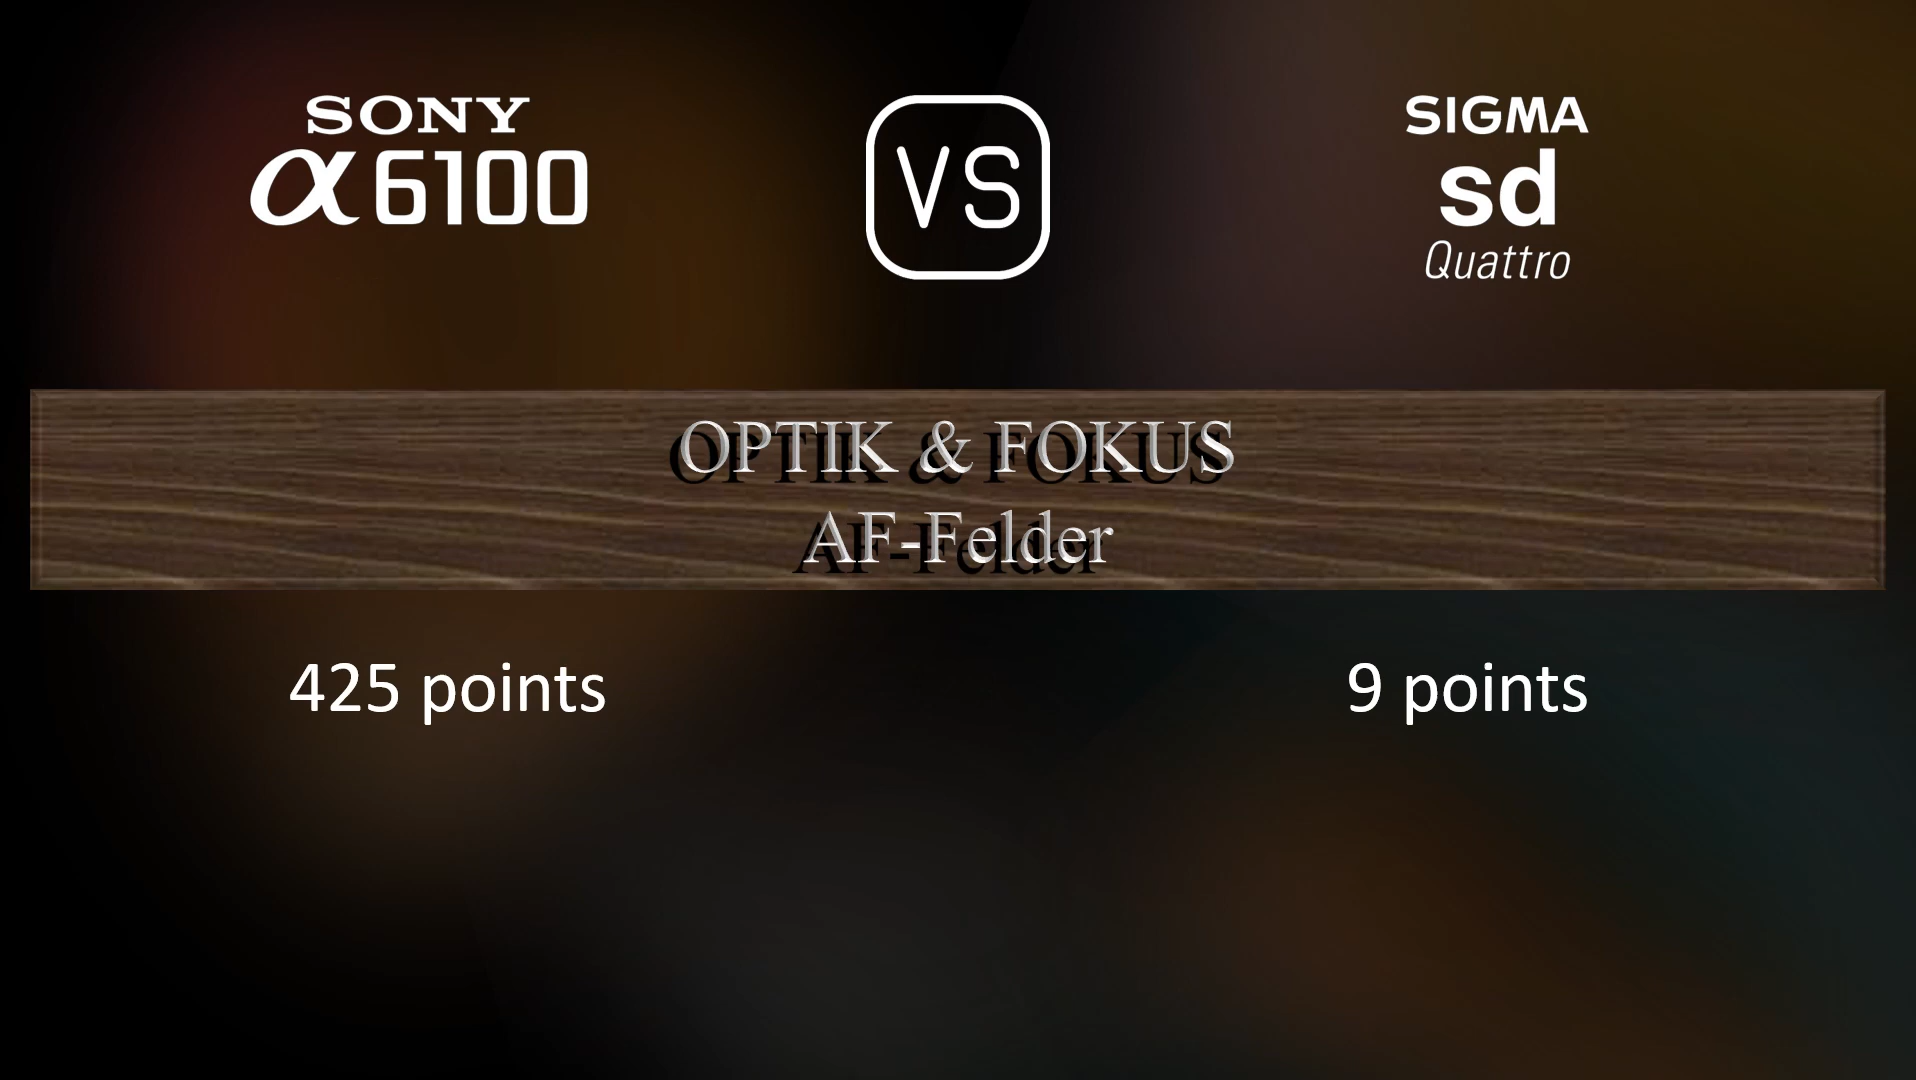 SONY
α6100
VS
SIGMA
sd
Quattro
OPTIK & FOKUS
AF-Felder
425 points
9 points